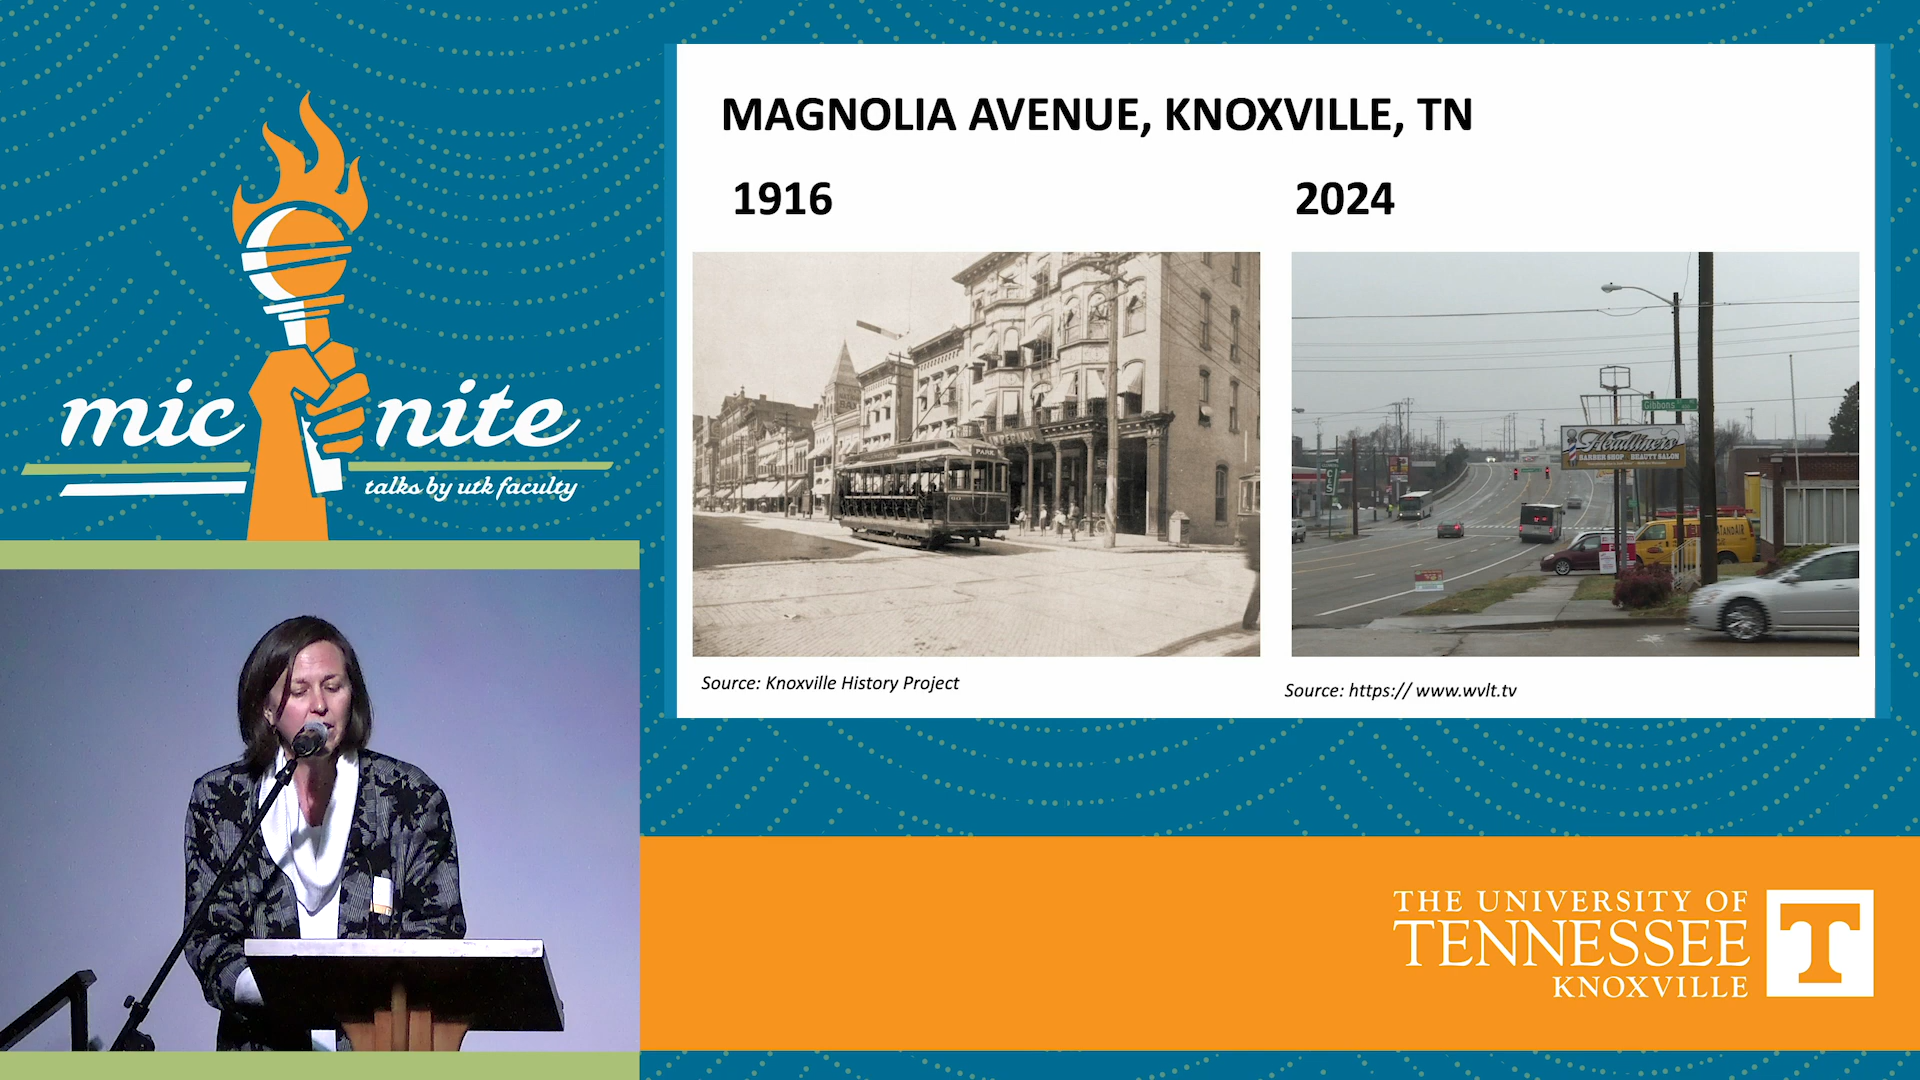 mic nite
talks by utk faculty
MAGNOLIA AVENUE, KNOXVILLE, TN
1916
2024
PARK
Gibbons
Headliners
BARBER SHOP BEAUTY SALON
Source: Knoxville History Project
Source: https:// www.wvlt.tv
THE UNIVERSITY OF
TENNESSEE
KNOXVILLE
T